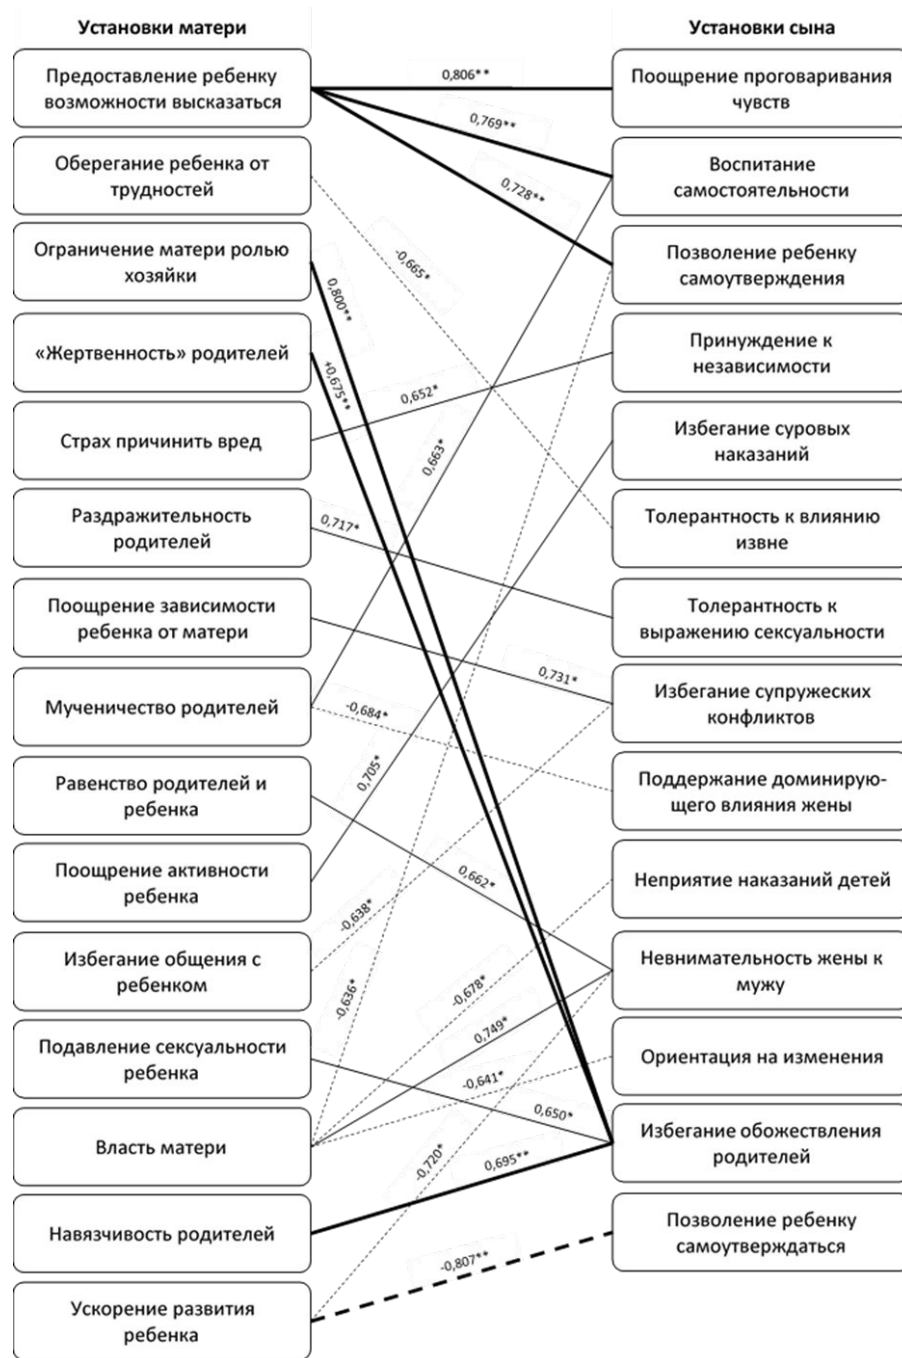 Установки матери
Установки сына
Предоставление ребенку
возможности высказаться
0,806**
Поощрение проговаривания
чувств
0,769**
Оберегание ребенка от
трудностей
0,728**
Воспитание
самостоятельности
Ограничение матери ролью
хозяйки
-0,665*
Позволение ребенку
самоутверждения
0,800**
«Жертвенность» родителей
+0,675**
Принуждение к
независимости
0,652*
Страх причинить вред
0,663*
Избегание суровых
наказаний
Раздражительность
родителей
0,717*
Толерантность к влиянию
извне
Поощрение зависимости
ребенка от матери
Толерантность к
выражению сексуальности
0,731*
Мученичество родителей
-0,684*
Избегание супружеских
конфликтов
0,705*
Равенство родителей и
ребенка
Поддержание доминирую-
щего влияния жены
Поощрение активности
ребенка
0,662*
Неприятие наказаний детей
-0,638*
Избегание общения с
ребенком
-0,636*
-0,678*
Невнимательность жены к
мужу
0,749*
Подавление сексуальности
ребенка
-0,641*
Ориентация на изменения
0,650*
Власть матери
-0,720*
0,695**
Избегание обожествления
родителей
Навязчивость родителей
-0,807**
Позволение ребенку
самоутверждаться
Ускорение развития
ребенка